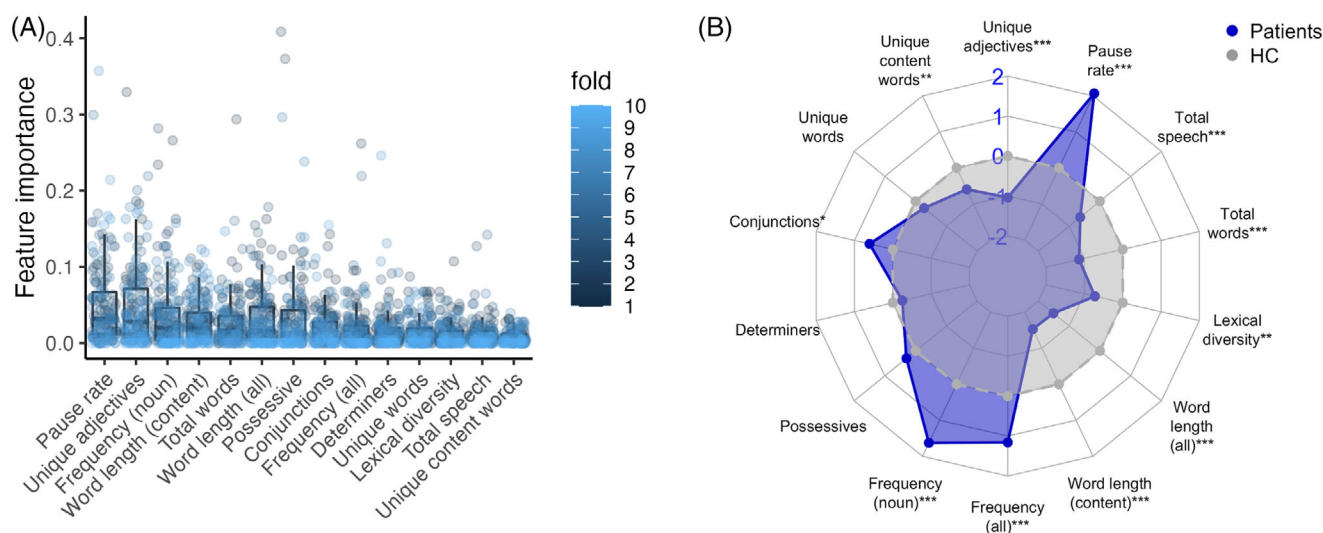 (A)
0.4
0.3
0.2
0.1
0.0
Feature importance
Pause rate
Unique adjectives
Frequency (noun)
Word length (content)
Total words
Word length (all)
Possessive
Conjunctions
Frequency (all)
Determiners
Unique words
Lexical diversity
Total speech
Unique content words
fold
10
9
8
7
6
5
4
3
2
1
(B)
Patients
HC
Unique
adjectives***
Pause
rate***
Total
speech***
Total
words***
Lexical
diversity**
Word
length
(all)***
Word length
(content)***
Frequency
(all)***
Frequency
(noun)***
Possessives
Determiners
Conjunctions*
Unique
words
Unique
content
words**
2
1
0
-1
-2